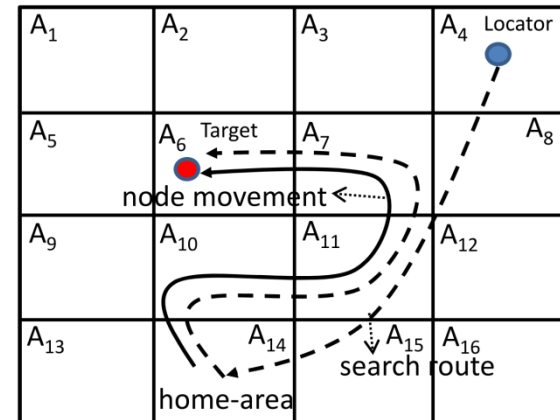 A1 A2 A3 A4 Locator
A5 A6 Target A7 A8
node movement
A9 A10 A11 A12
A13 A14 A15 A16
search route
home-area